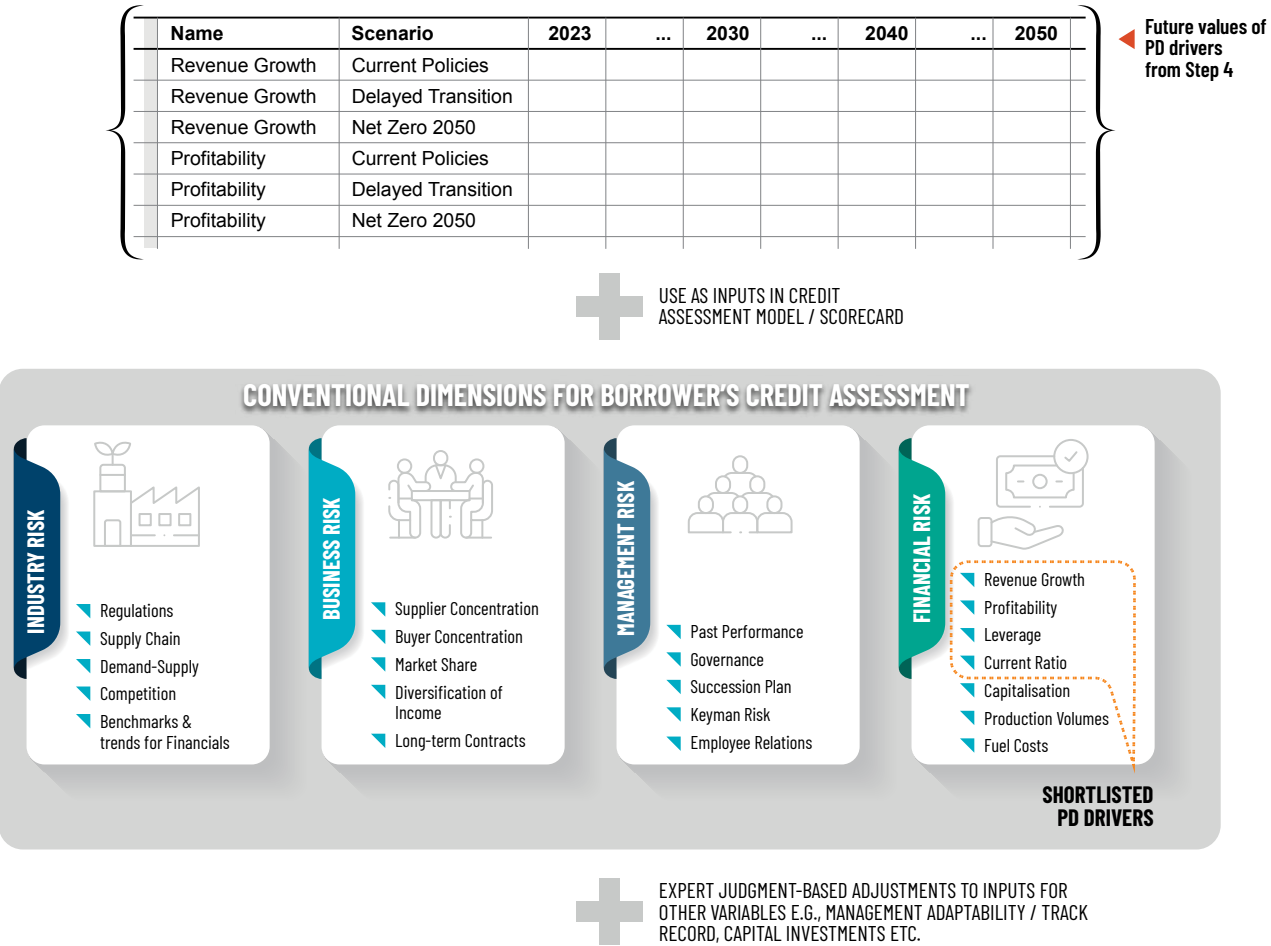 Name Scenario 2023 ... 2030 ... 2040 ... 2050
Revenue Growth Current Policies
Revenue Growth Delayed Transition
Revenue Growth Net Zero 2050
Profitability Current Policies
Profitability Delayed Transition
Profitability Net Zero 2050
Future values of
PD drivers
from Step 4
USE AS INPUTS IN CREDIT
ASSESSMENT MODEL / SCORECARD
CONVENTIONAL DIMENSIONS FOR BORROWER'S CREDIT ASSESSMENT
INDUSTRY RISK
Regulations
Supply Chain
Demand-Supply
Competition
Benchmarks &
trends for Financials
BUSINESS RISK
Supplier Concentration
Buyer Concentration
Market Share
Diversification of
Income
Long-term Contracts
MANAGEMENT RISK
Past Performance
Governance
Succession Plan
Keyman Risk
Employee Relations
FINANCIAL RISK
Revenue Growth
Profitability
Leverage
Current Ratio
Capitalisation
Production Volumes
Fuel Costs
SHORTLISTED
PD DRIVERS
EXPERT JUDGMENT-BASED ADJUSTMENTS TO INPUTS FOR
OTHER VARIABLES E.G., MANAGEMENT ADAPTABILITY / TRACK
RECORD, CAPITAL INVESTMENTS ETC.